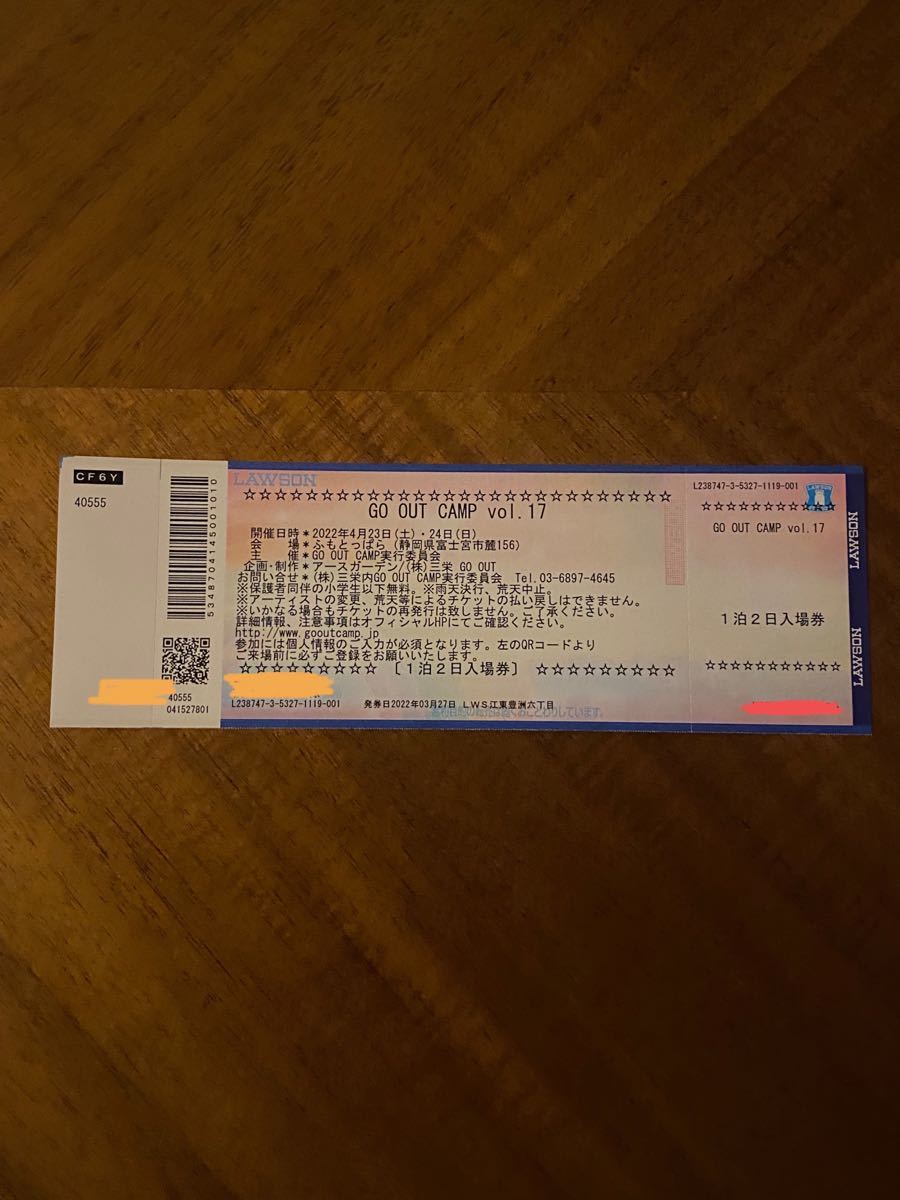 CF6Y
40555
5348704145001010
40555
041527801
LAWSON
☆☆☆☆☆☆☆☆☆☆☆☆☆☆☆☆☆☆☆☆☆☆☆☆☆☆☆☆
GO OUT CAMP vol.17
開催日時＊2022年4月23日(土)・24日(日)
会　　場＊ふもとっぱら (静岡県富士宮市麓156)
主　　催＊GO OUT CAMP実行委員会
企画・制作＊アースガーデン/(株)三栄 GO OUT
お問い合せ＊(株)三栄内GO OUT CAMP実行委員会　Tel.03-6897-4645
※保護者同伴の小学生以下無料。※雨天決行、荒天中止。
※アーティストの変更、荒天等によるチケットの払い戻しはできません。
※いかなる場合もチケットの再発行は致しません。ご了承ください。
詳細情報、注意事項はオフィシャルHPにてご確認ください。
http://www.gooutcamp.jp
参加には個人情報のご入力が必須となります。左のQRコードより
ご来場前に必ずご登録をお願いいたします。
☆☆☆☆☆☆☆☆☆ 〔１泊２日入場券〕 ☆☆☆☆☆☆☆☆☆
L238747-3-5327-1119-001　発券日2022年03月27日 ＬＷＳ江東豊洲六丁目
L238747-3-5327-1119-001
LAWSON
☆☆☆☆☆☆☆☆☆☆☆
GO OUT CAMP vol.17
１泊２日入場券
☆☆☆☆☆☆☆☆☆☆☆
LAWSON
LAWSON